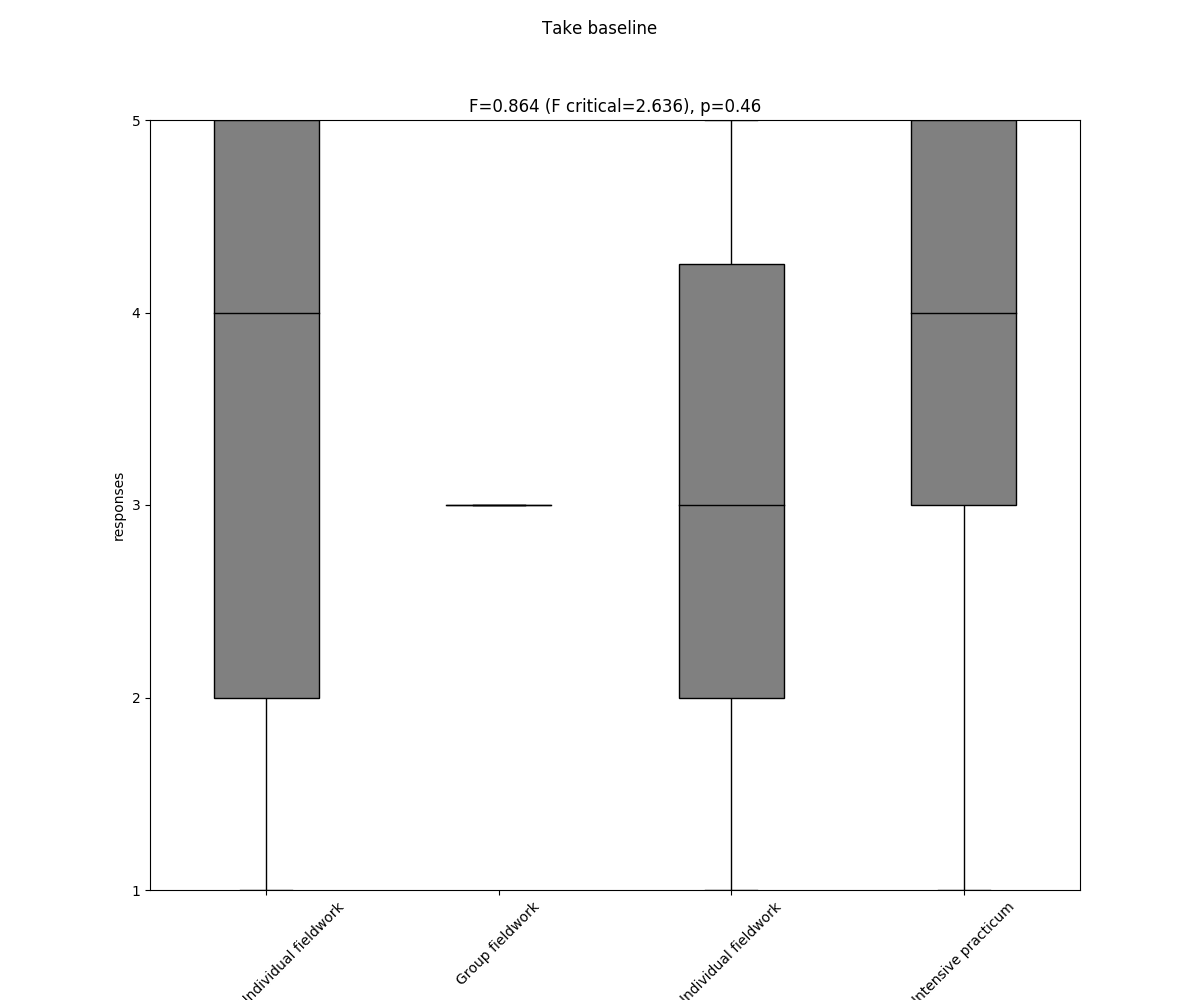 Take baseline
F=0.864 (F critical=2.636), p=0.46
5
4
3
2
1
responses
Individual fieldwork
Group fieldwork
Individual fieldwork
Intensive practicum